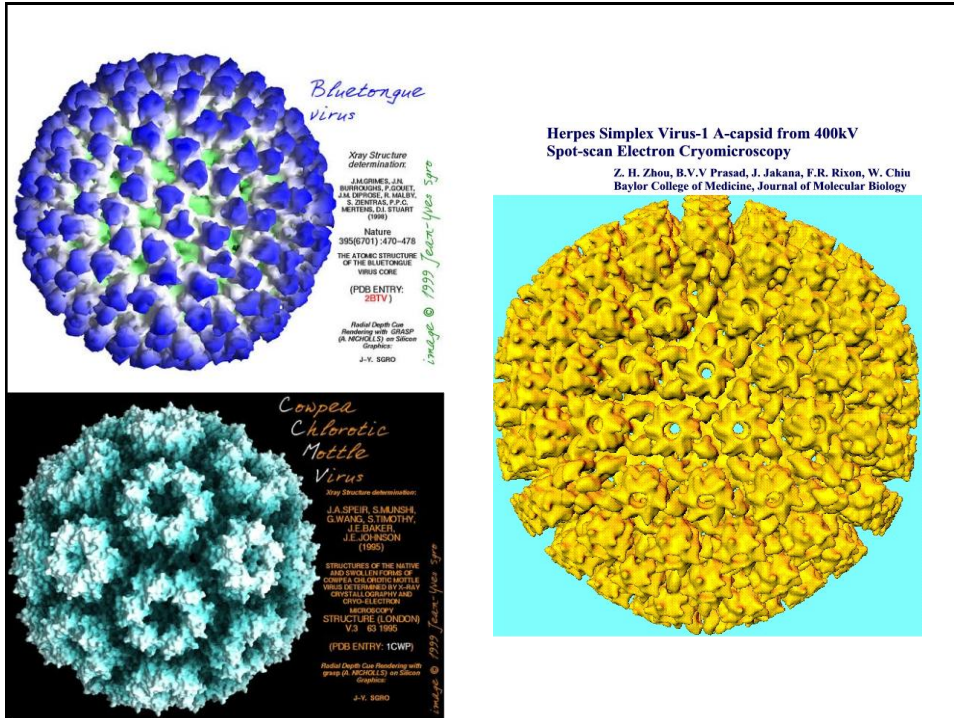 Bluetongue
virus
Xray Structure
determination:
J.M.GRIMES, J.N.
BURROUGHS, P.GOUET,
J.M. DIPROSE, R. MALBY,
S. ZIENTRAS, P.P.C.
MERTENS, D.I. STUART
(1998)
Nature
395(6701) :470-478
THE ATOMIC STRUCTURE
OF THE BLUETONGUE
VIRUS CORE
(PDB ENTRY:
2BTV)
Radial Depth Cue
Rendering with GRASP
(A. NICHOLLS) on Silicon
Graphics:
J-Y. SGRO
image © 1999 Jean-Yves Sgro
Herpes Simplex Virus-1 A-capsid from 400kV
Spot-scan Electron Cryomicroscopy
Z. H. Zhou, B.V.V Prasad, J. Jakana, F.R. Rixon, W. Chiu
Baylor College of Medicine, Journal of Molecular Biology
Cowpea
Chlorotic
Mottle
Virus
Xray Structure determination:
J.A.SPEIR, S.MUNSHI,
G.WANG, S.TIMOTHY,
J.E.BAKER,
J.E.JOHNSON
(1995)
STRUCTURES OF THE NATIVE
AND SWOLLEN FORMS OF
COWPEA CHLOROTIC MOTTLE
VIRUS DETERMINED BY X-RAY
CRYSTALLOGRAPHY AND
CRYO-ELECTRON
MICROSCOPY
STRUCTURE (LONDON)
V.3 63 1995
(PDB ENTRY: 1CWP)
Radial Depth Cue Rendering with
grasp (A. NICHOLLS) on Silicon
Graphics:
J-Y. SGRO
image © 1999 Jean-Yves Sgro